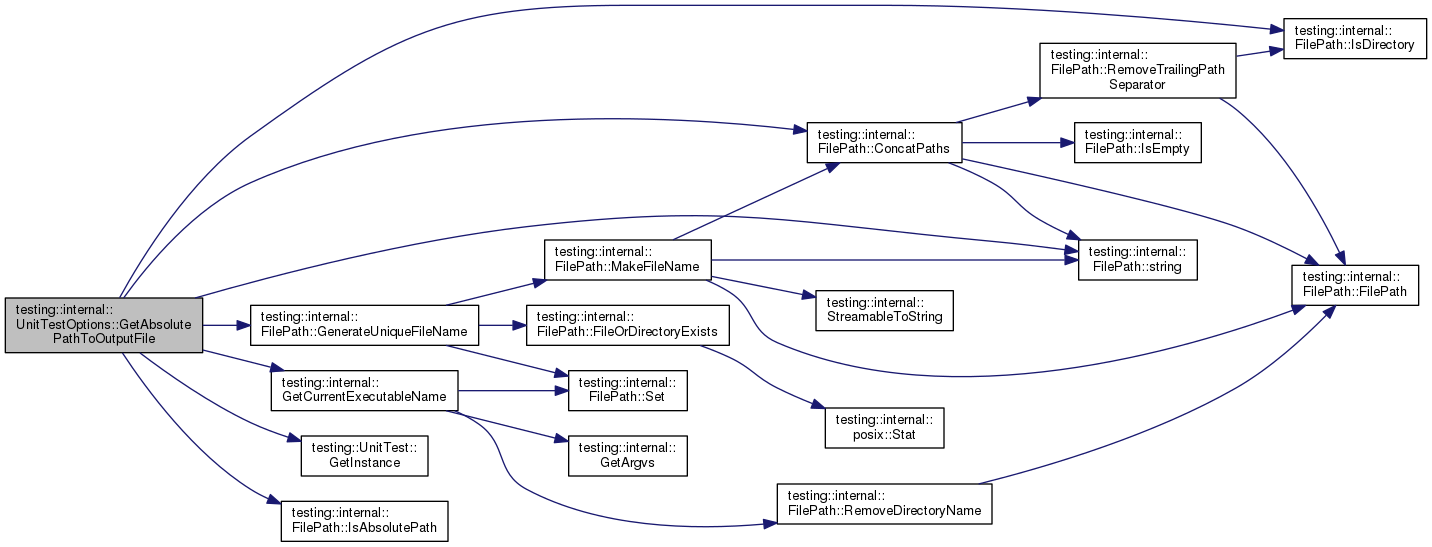 testing::internal::
UnitTestOptions::GetAbsolute
PathToOutputFile
testing::internal::
FilePath::GenerateUniqueFileName
testing::internal::
GetCurrentExecutableName
testing::UnitTest::
GetInstance
testing::internal::
FilePath::IsAbsolutePath
testing::internal::
FilePath::MakeFileName
testing::internal::
FilePath::FileOrDirectoryExists
testing::internal::
FilePath::Set
testing::internal::
GetArgvs
testing::internal::
FilePath::ConcatPaths
testing::internal::
StreamableToString
testing::internal::
posix::Stat
testing::internal::
FilePath::RemoveDirectoryName
testing::internal::
FilePath::RemoveTrailingPath
Separator
testing::internal::
FilePath::IsEmpty
testing::internal::
FilePath::string
testing::internal::
FilePath::IsDirectory
testing::internal::
FilePath::FilePath